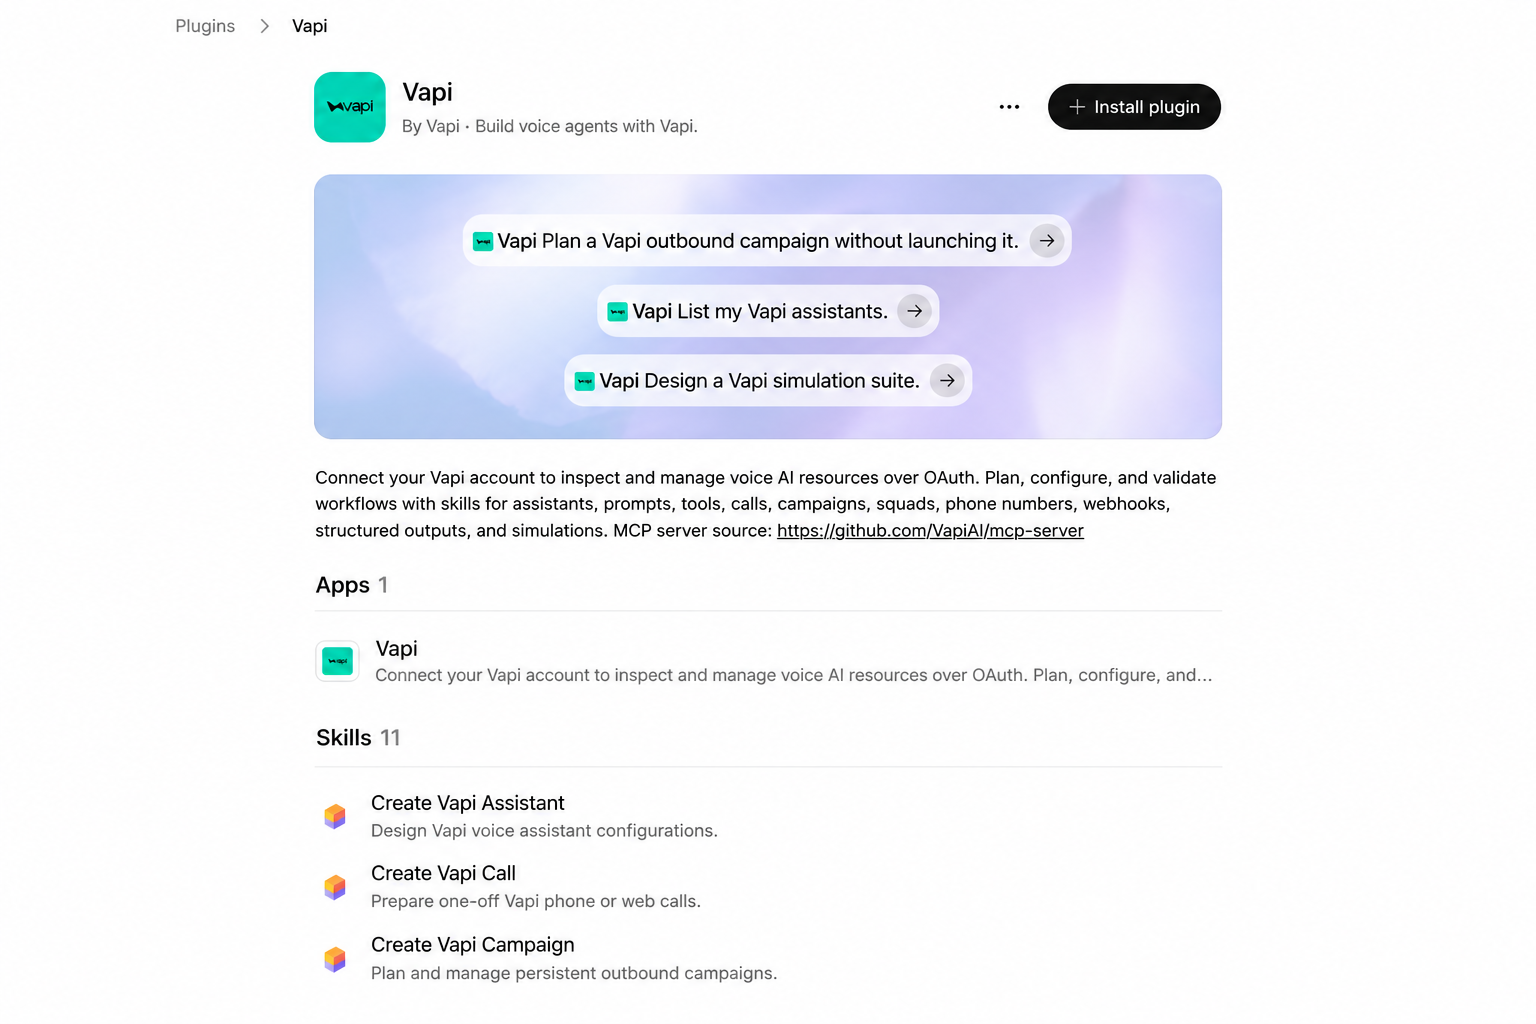 Plugins > Vapi
vapi
Vapi
By Vapi · Build voice agents with Vapi.
... + Install plugin
vapi Vapi Plan a Vapi outbound campaign without launching it. →
vapi Vapi List my Vapi assistants. →
vapi Vapi Design a Vapi simulation suite. →
Connect your Vapi account to inspect and manage voice AI resources over OAuth. Plan, configure, and validate
workflows with skills for assistants, prompts, tools, calls, campaigns, squads, phone numbers, webhooks,
structured outputs, and simulations. MCP server source: https://github.com/VapiAI/mcp-server
Apps 1
vapi
Vapi
Connect your Vapi account to inspect and manage voice AI resources over OAuth. Plan, configure, and...
Skills 11
Create Vapi Assistant
Design Vapi voice assistant configurations.
Create Vapi Call
Prepare one-off Vapi phone or web calls.
Create Vapi Campaign
Plan and manage persistent outbound campaigns.